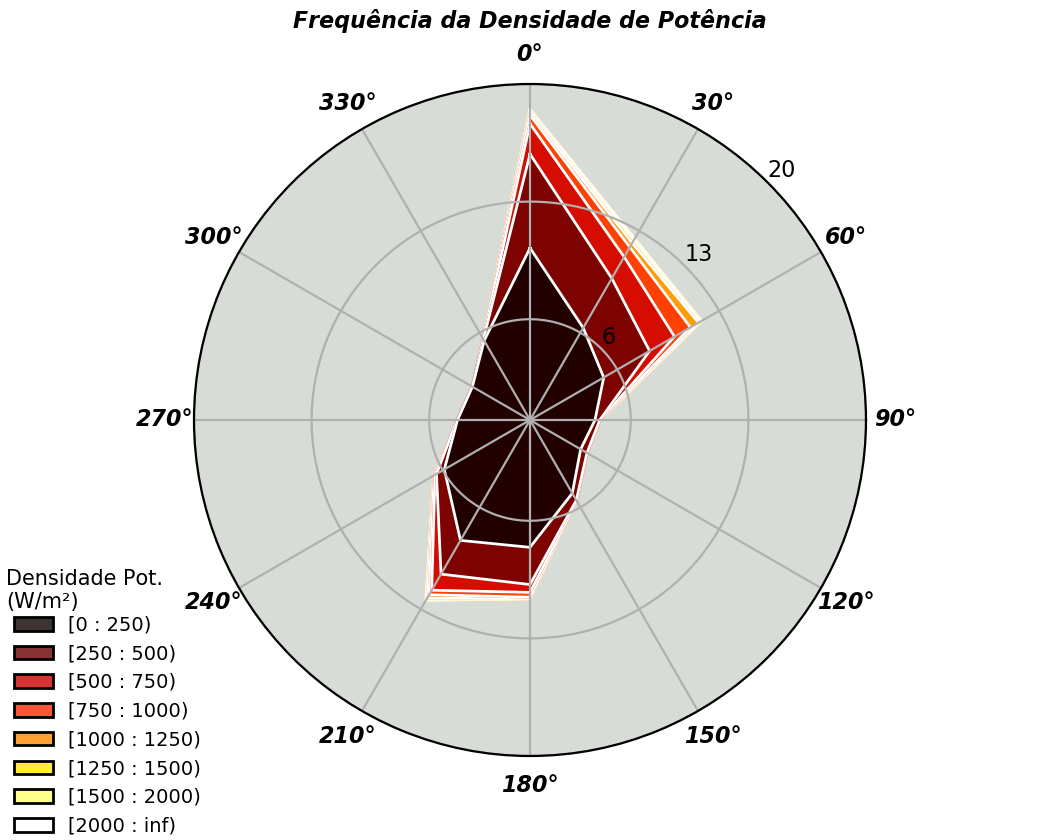 Frequência da Densidade de Potência
0°
330°
30°
20
300°
60°
13
6
270°
90°
Densidade Pot.
(W/m²)
240°
120°
[0 : 250)
[250 : 500)
[500 : 750)
[750 : 1000)
210°
150°
[1000 : 1250)
[1250 : 1500)
180°
[1500 : 2000)
[2000 : inf)